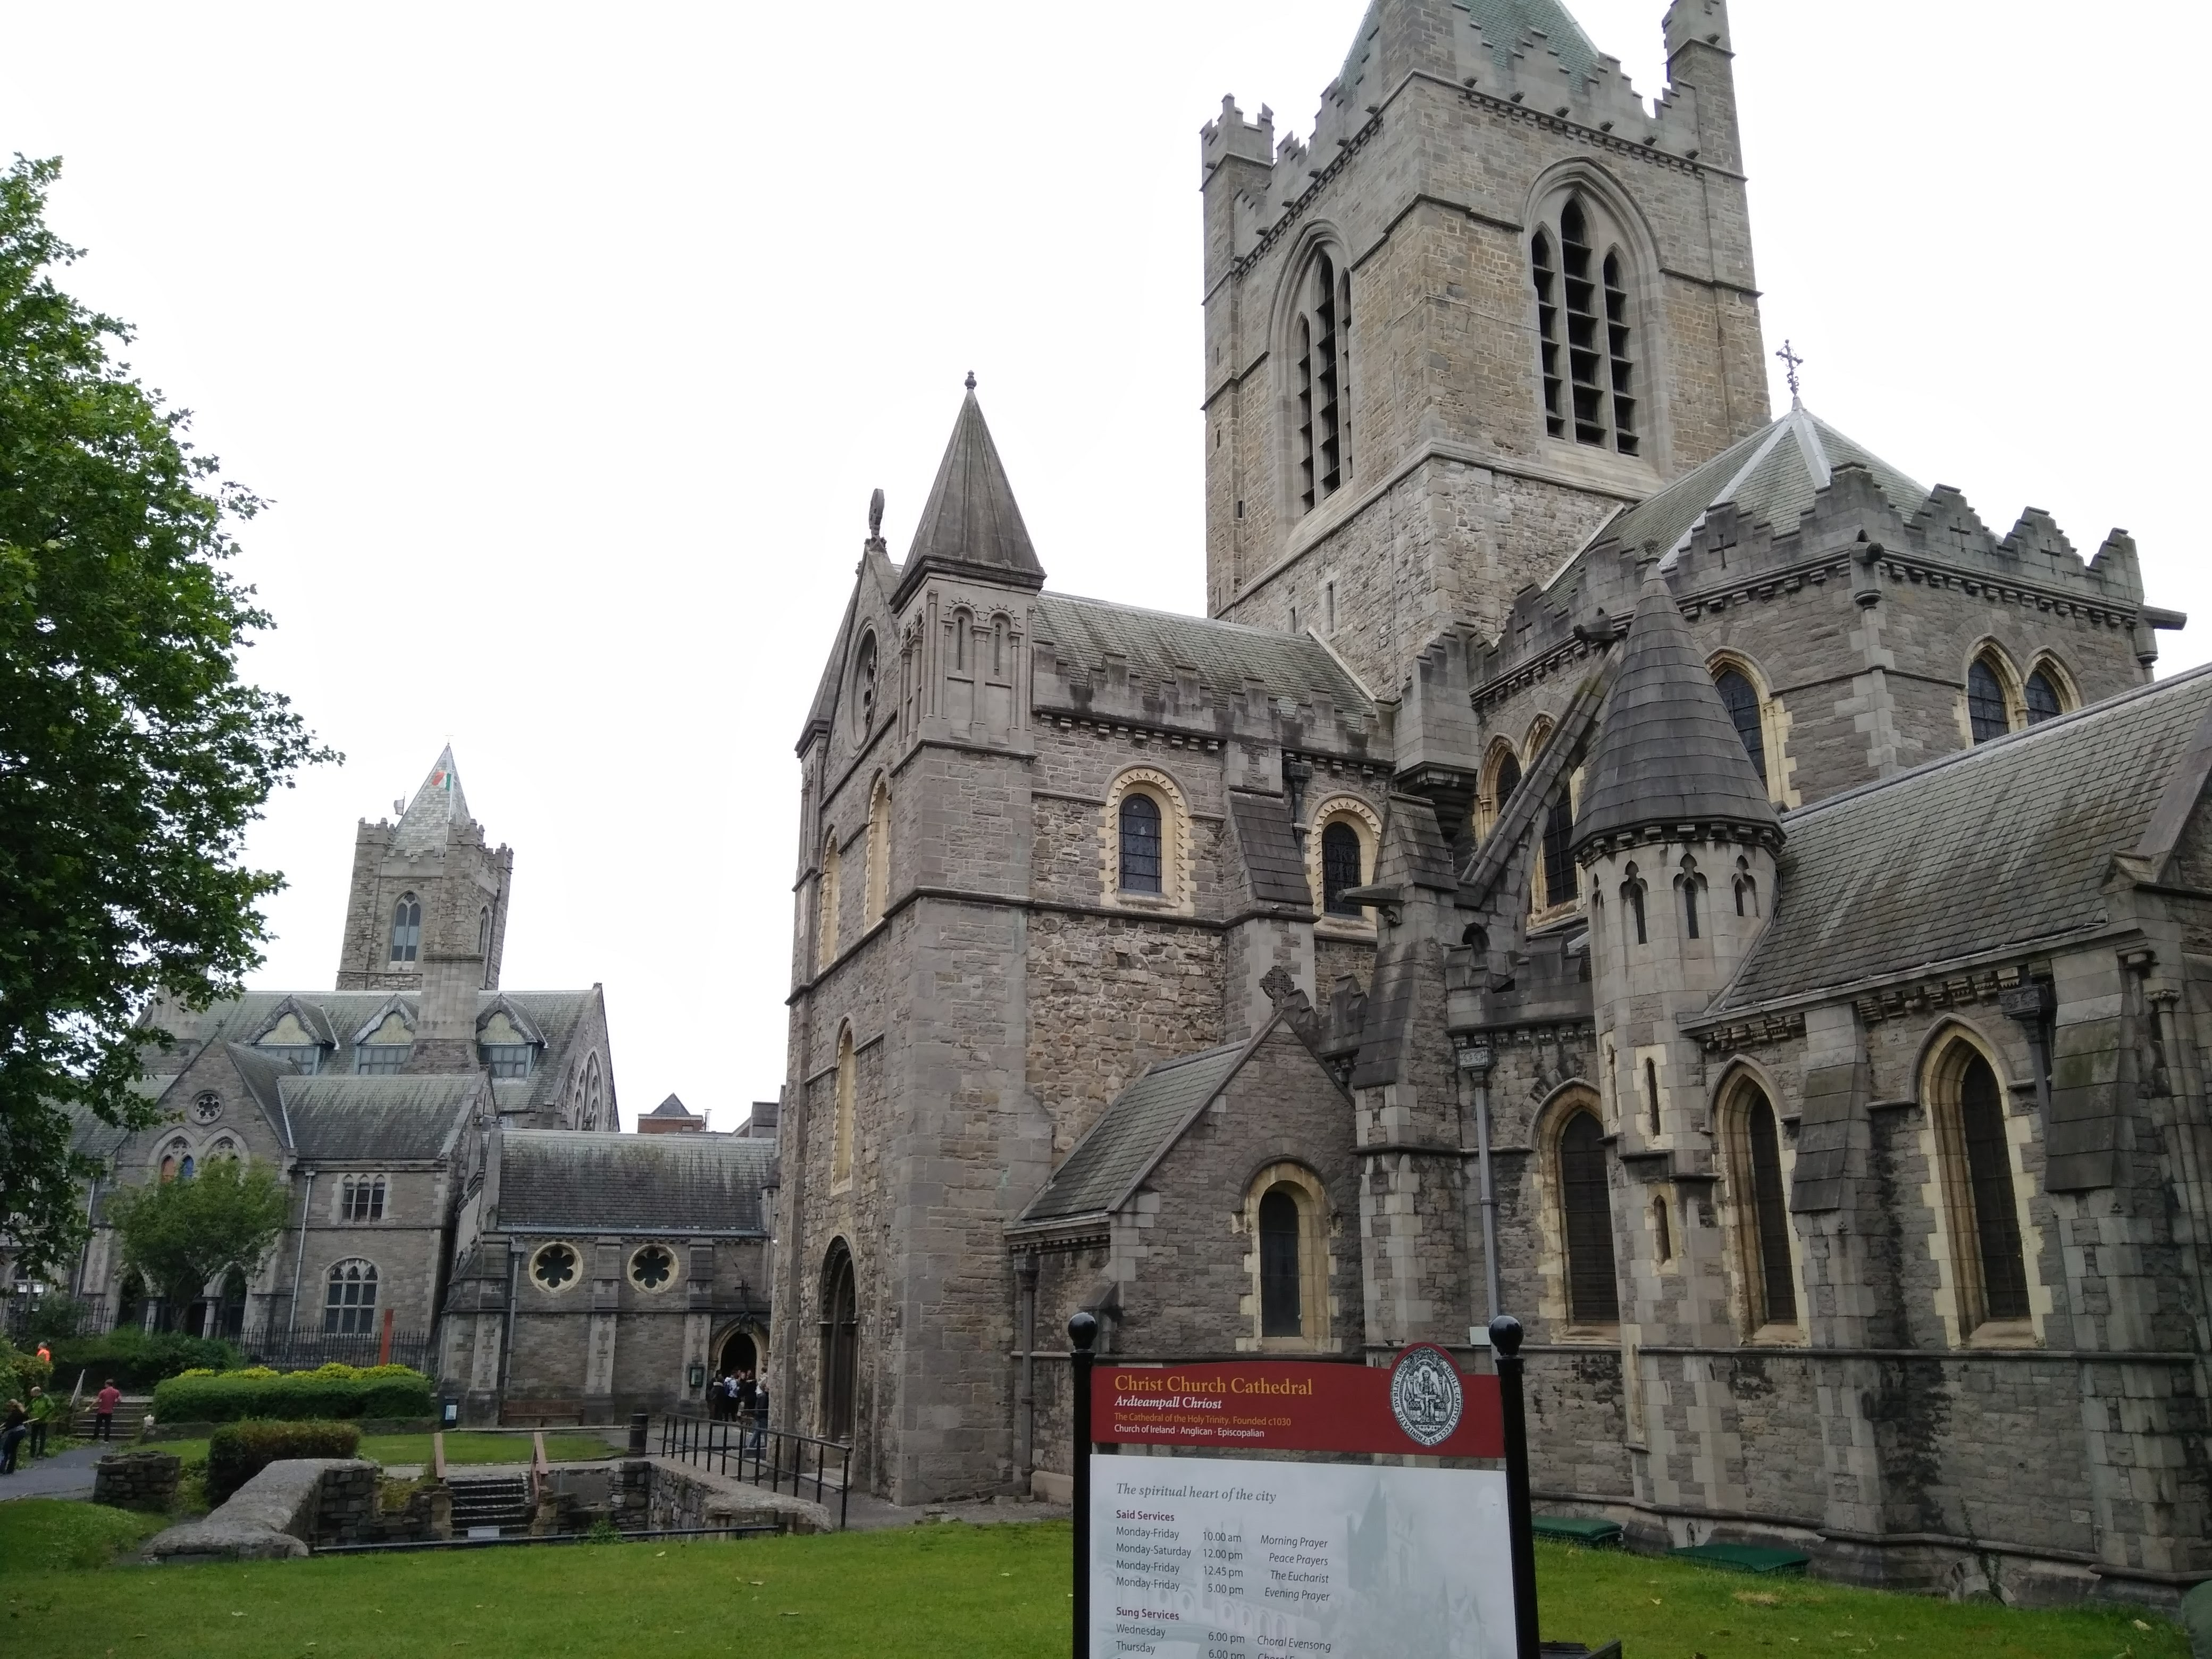 Christ Church Cathedral
Ardteampall Chríost
The Cathedral of the Holy Trinity. Founded c1030
Church of Ireland · Anglican · Episcopalian
The spiritual heart of the city
Said Services
Monday-Friday 10.00 am Morning Prayer
Monday-Saturday 12.00 pm Peace Prayers
Monday-Friday 12.45 pm The Eucharist
Monday-Friday 5.00 pm Evening Prayer
Sung Services
Wednesday 6.00 pm Choral Evensong
Thursday 6.00 pm